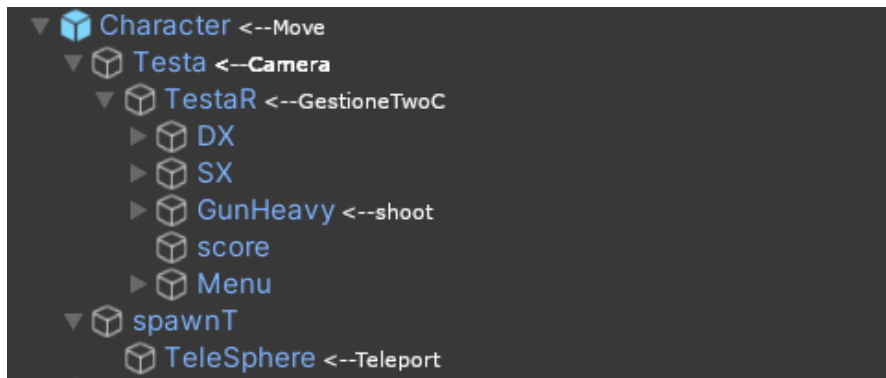 Character <--Move
Testa <--Camera
TestaR <--GestioneTwoC
DX
SX
GunHeavy <--shoot
score
Menu
spawnT
TeleSphere <--Teleport